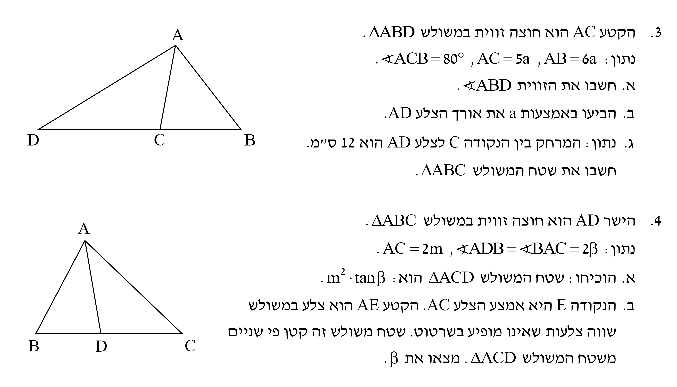 3. הקטע AC הוא חוצה זווית במשולש ΔABD.
נתון: AB = 6a , AC = 5a , ∢ACB = 80° .
א. חשבו את הזווית ∢ABD.
ב. הביעו באמצעות a את אורך הצלע AD.
ג. נתון: המרחק בין הנקודה C לצלע AD הוא 12 ס״מ.
חשבו את שטח המשולש ΔABC.
A
D
C
B
4. הישר AD הוא חוצה זווית במשולש ΔABC.
נתון: AC = 2m , ∢ADB = ∢BAC = 2β .
א. הוכיחו: שטח המשולש ΔACD הוא: m² · tanβ .
ב. הנקודה E היא אמצע הצלע AC. הקטע AE הוא צלע במשולש
שווה צלעות שאינו מופיע בשרטוט. שטח משולש זה קטן פי שניים
משטח המשולש ΔACD. מצאו את β .
A
B
D
C